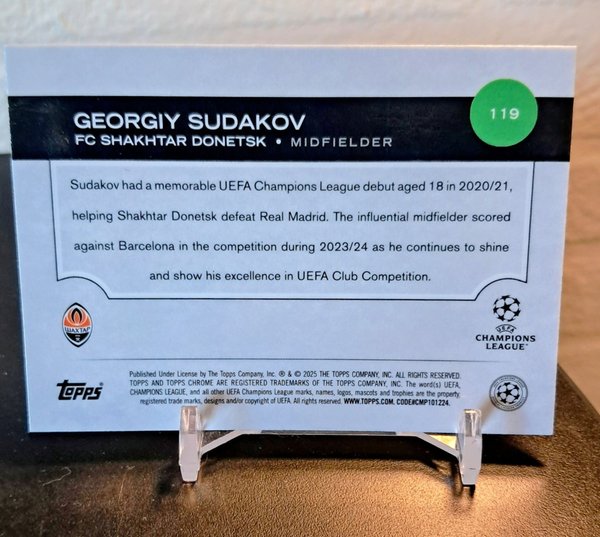 119
GEORGIY SUDAKOV
FC SHAKHTAR DONETSK • MIDFIELDER
Sudakov had a memorable UEFA Champions League debut aged 18 in 2020/21,
helping Shakhtar Donetsk defeat Real Madrid. The influential midfielder scored
against Barcelona in the competition during 2023/24 as he continues to shine
and show his excellence in UEFA Club Competition.
ШАХТАР
UEFA
CHAMPIONS
LEAGUE
Topps
Published Under License by The Topps Company, Inc. ® & © 2025 THE TOPPS COMPANY, INC. ALL RIGHTS RESERVED.
TOPPS AND TOPPS CHROME ARE REGISTERED TRADEMARKS OF THE TOPPS COMPANY, INC. The word(s) UEFA,
CHAMPIONS LEAGUE, and all other UEFA Champions League marks, names, logos, mascots and trophies are the property,
registered trade marks, designs and/or copyright of UEFA. All rights reserved. WWW.TOPPS.COM. CODE#CMP101224.